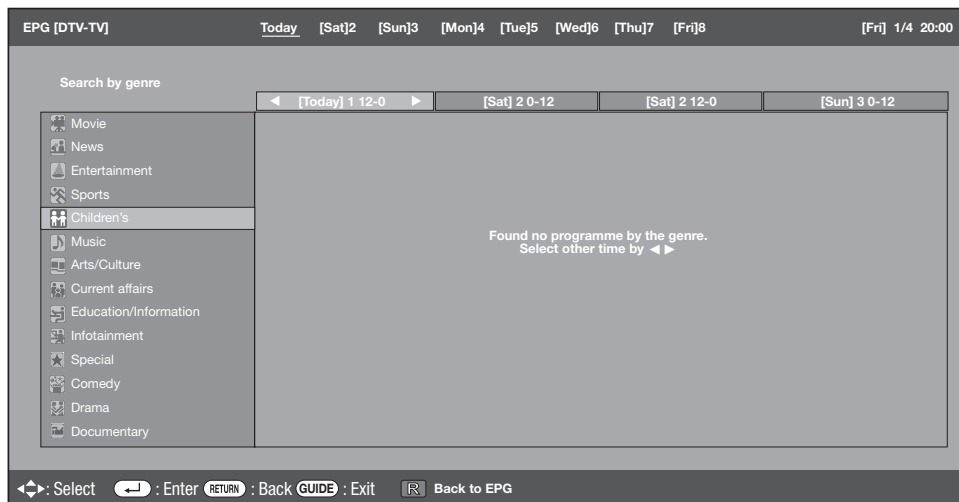 EPG [DTV-TV] Today [Sat]2 [Sun]3 [Mon]4 [Tue]5 [Wed]6 [Thu]7 [Fri]8 [Fri] 1/4 20:00
Search by genre
◀ [Today] 1 12-0 ▶ [Sat] 2 0-12 [Sat] 2 12-0 [Sun] 3 0-12
Movie
News
Entertainment
Sports
Children's
Music
Arts/Culture
Current affairs
Education/Information
Infotainment
Special
Comedy
Drama
Documentary
Found no programme by the genre.
Select other time by ◀ ▶
: Select : Enter RETURN : Back GUIDE : Exit R Back to EPG